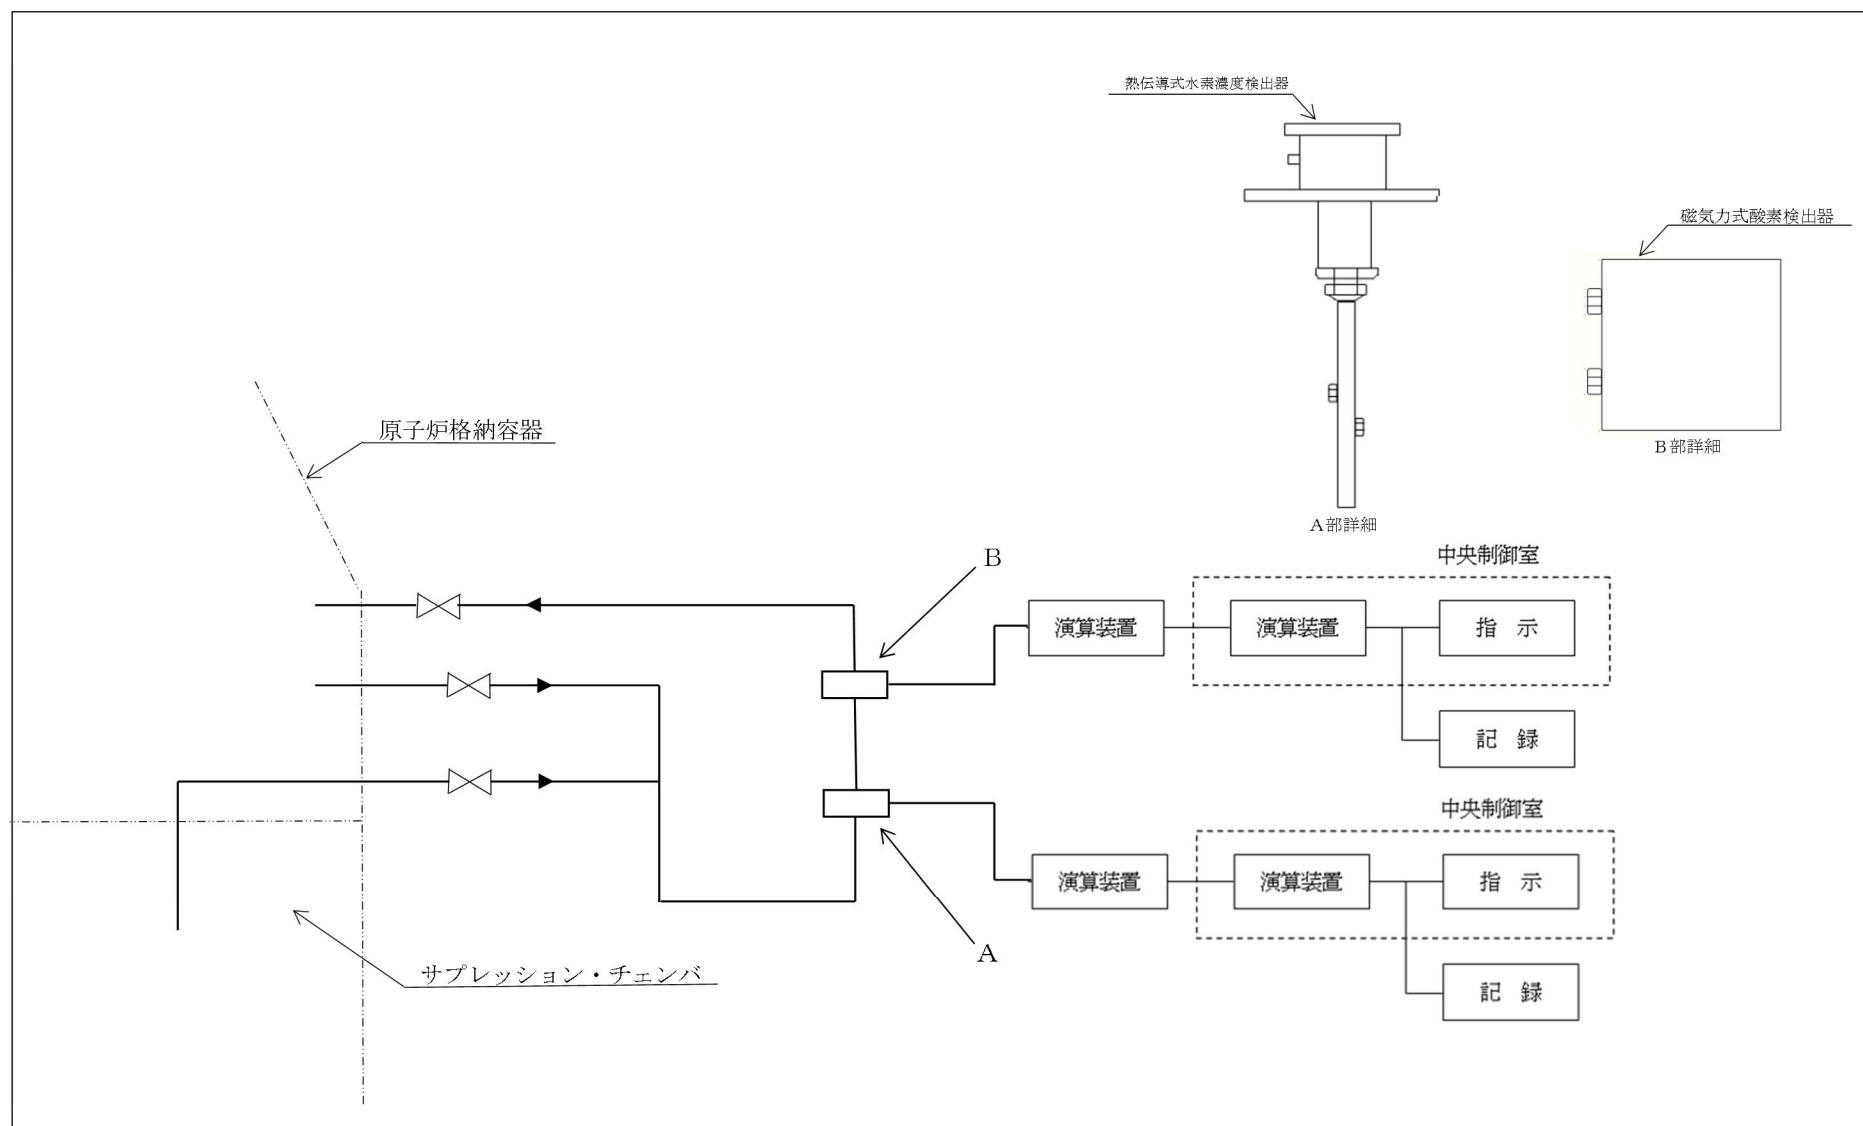 熱伝導式水素濃度検出器
磁気力式酸素検出器
B部詳細
A部詳細
原子炉格納容器
B
中央制御室
演算装置
演算装置
指 示
記 録
中央制御室
演算装置
演算装置
指 示
記 録
A
サプレッション・チェンバ